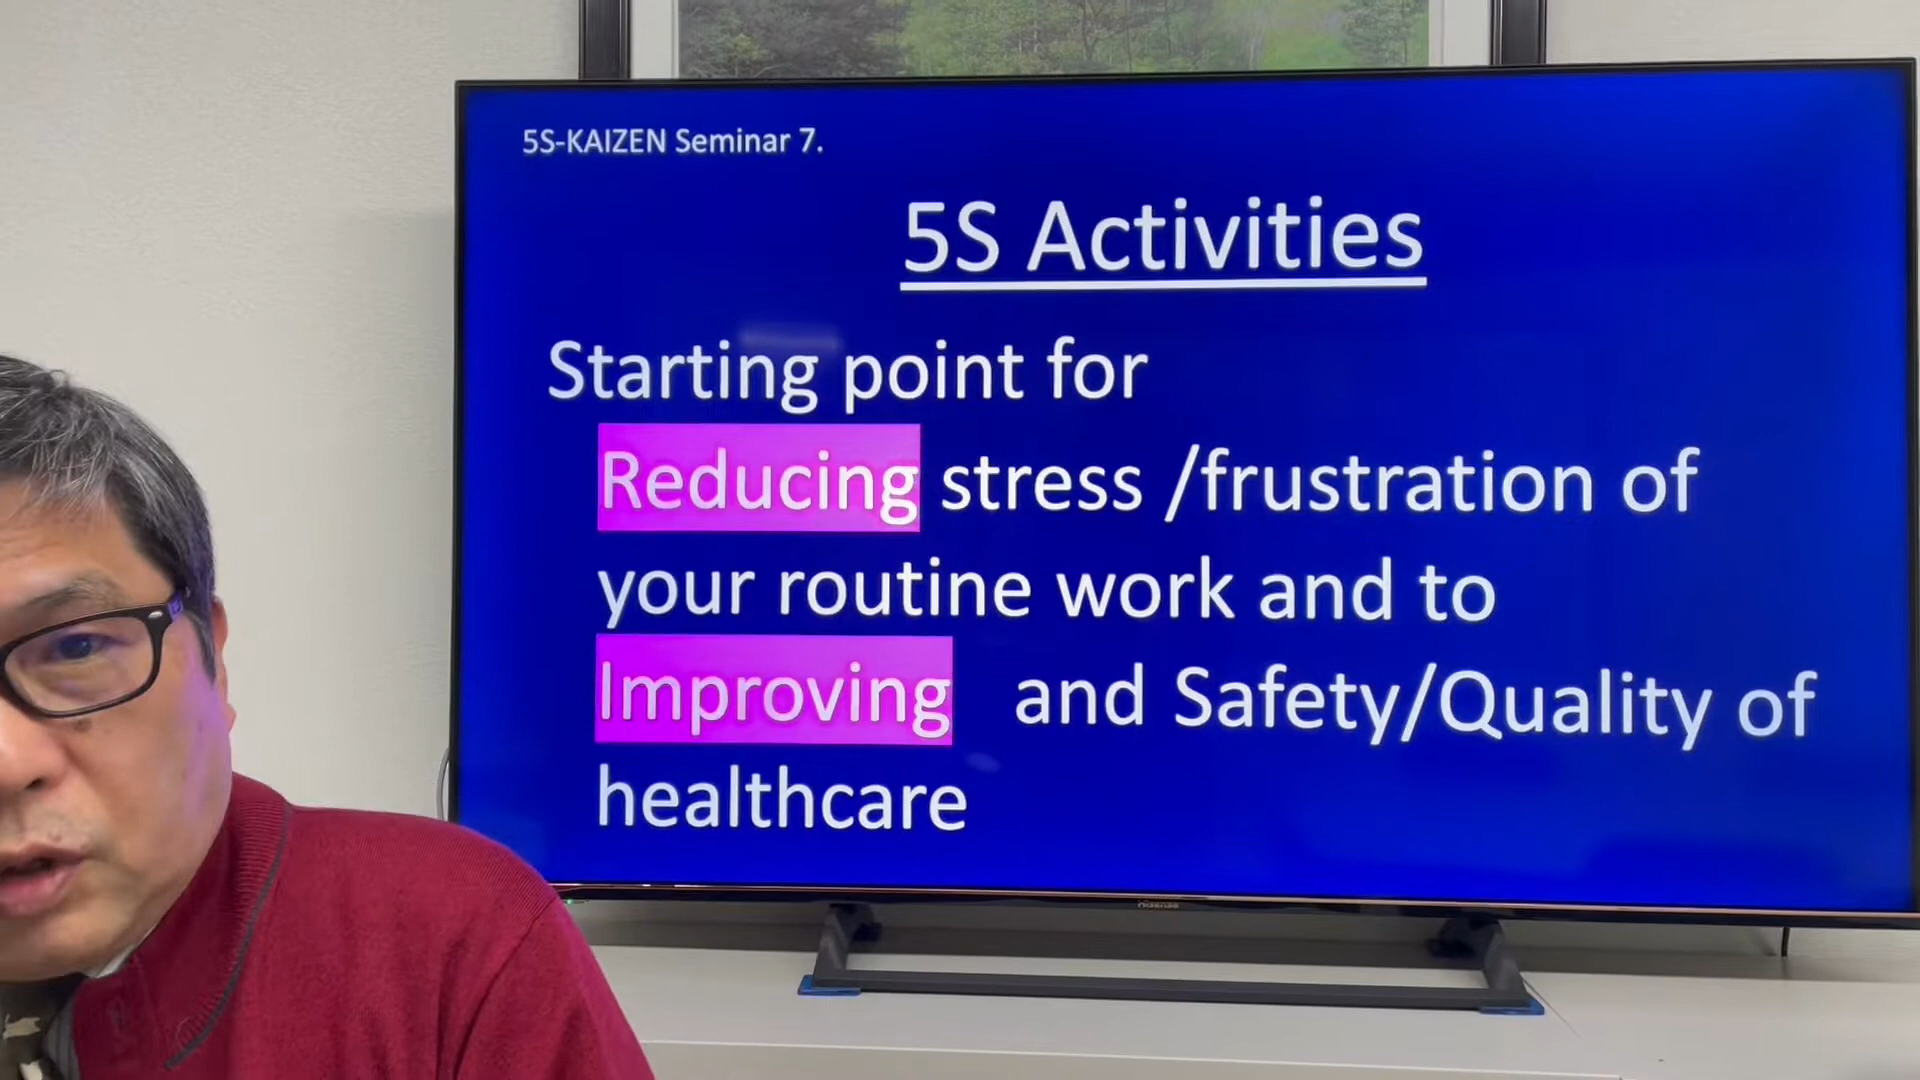 5S-KAIZEN Seminar 7.
5S Activities
Starting point for
Reducing stress /frustration of
your routine work and to
Improving and Safety/Quality of
healthcare
Hisense